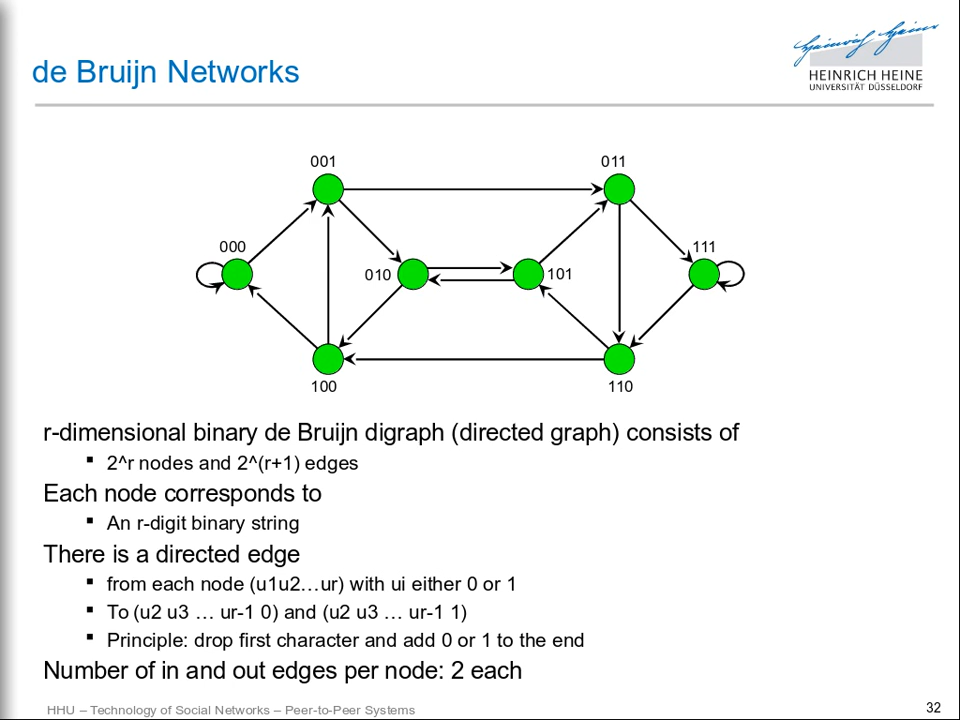 de Bruijn Networks
Heinrich Heine
HEINRICH HEINE
UNIVERSITÄT DÜSSELDORF
001
011
000
111
010
101
100
110
r-dimensional binary de Bruijn digraph (directed graph) consists of
▪ 2^r nodes and 2^(r+1) edges
Each node corresponds to
▪ An r-digit binary string
There is a directed edge
▪ from each node (u1u2…ur) with ui either 0 or 1
▪ To (u2 u3 … ur-1 0) and (u2 u3 … ur-1 1)
▪ Principle: drop first character and add 0 or 1 to the end
Number of in and out edges per node: 2 each
HHU – Technology of Social Networks – Peer-to-Peer Systems
32